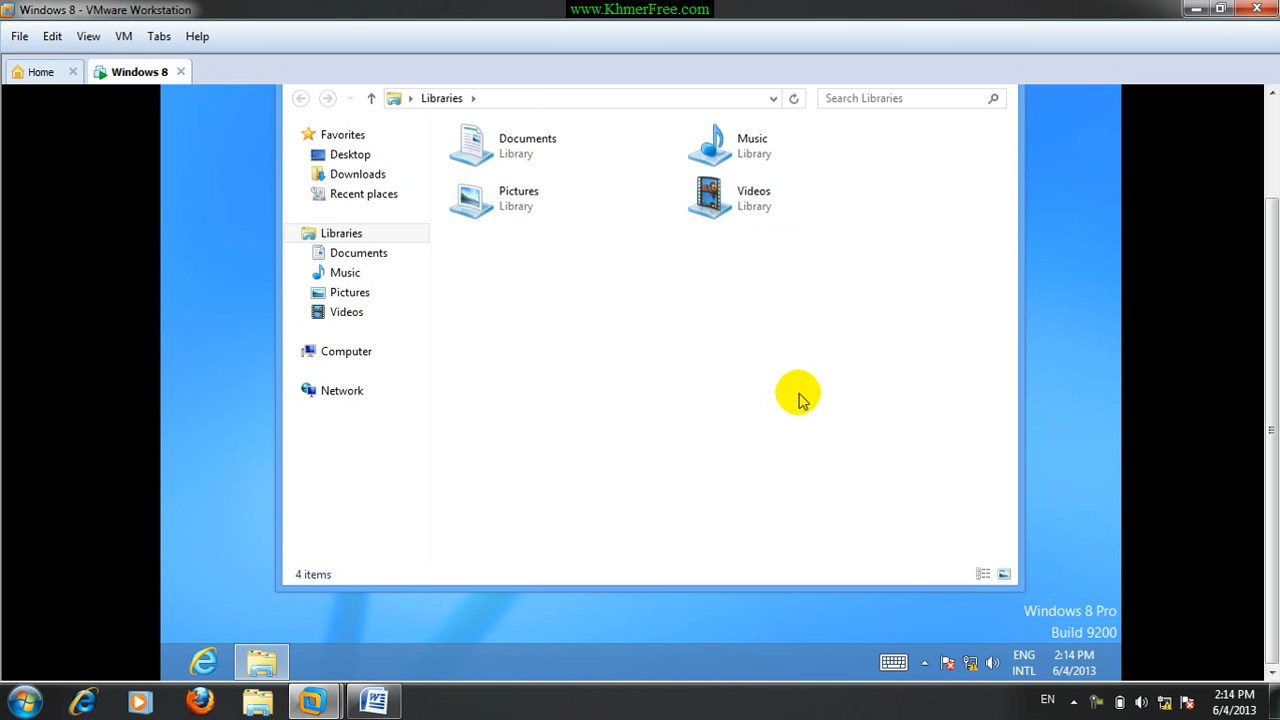 Windows 8 - VMware Workstation
www.KhmerFree.com
File Edit View VM Tabs Help
Home
Windows 8
Libraries
Search Libraries
Favorites
Desktop
Downloads
Recent places
Libraries
Documents
Music
Pictures
Videos
Computer
Network
Documents
Library
Music
Library
Pictures
Library
Videos
Library
4 items
Windows 8 Pro
Build 9200
ENG
INTL
2:14 PM
6/4/2013
EN
2:14 PM
6/4/2013